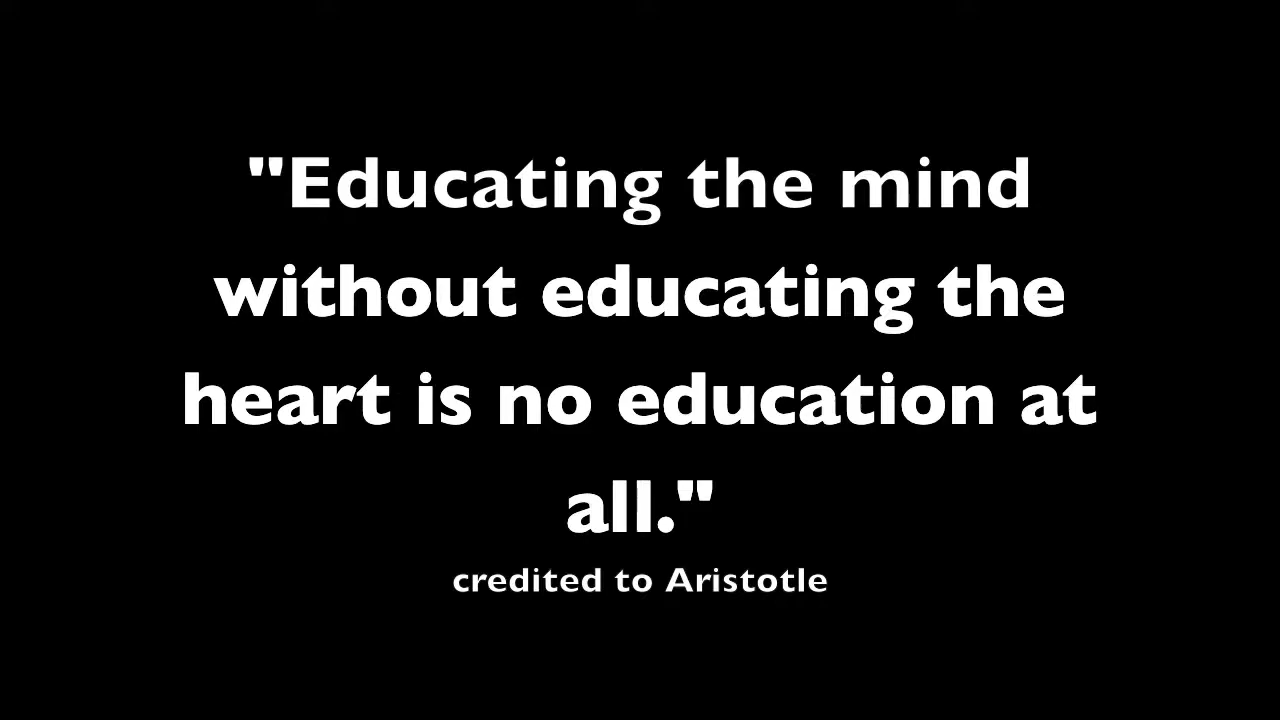 "Educating the mind
without educating the
heart is no education at
all."
credited to Aristotle